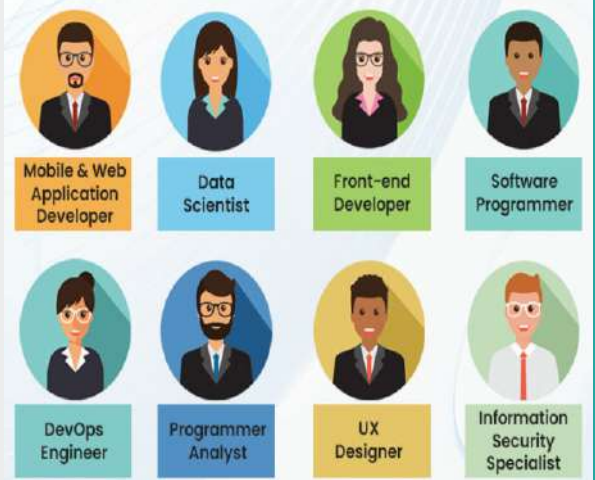 Mobile & Web
Application
Developer
Data
Scientist
Front-end
Developer
Software
Programmer
DevOps
Engineer
Programmer
Analyst
UX
Designer
Information
Security
Specialist